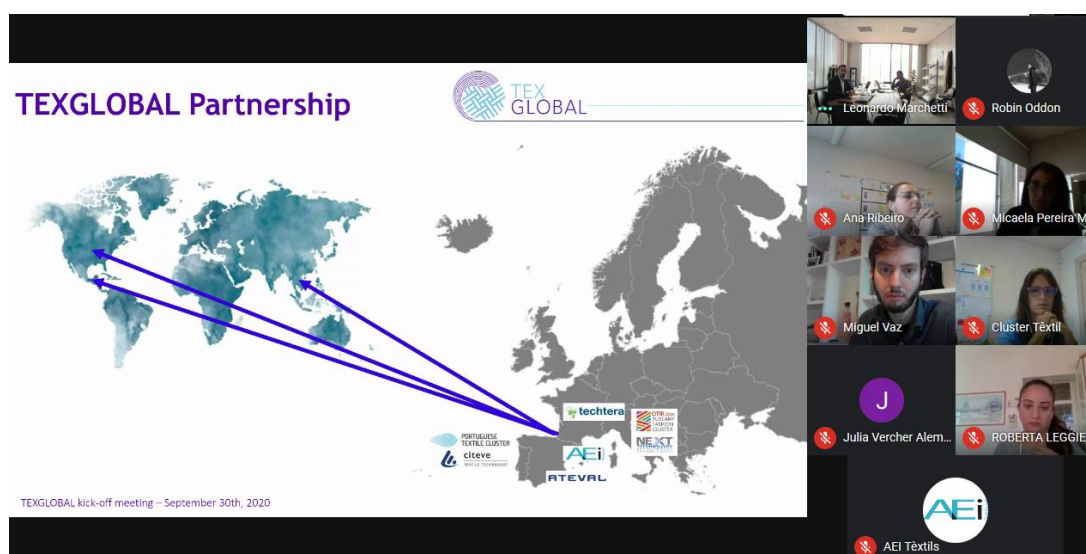 TEXGLOBAL Partnership
TEX
GLOBAL
techtera
OTIR2020
TUSCANY
FASHION
CLUSTER
NEXT
PORTUGUESE
TEXTILE CLUSTER
citeve
TEXTILE TECHNOLOGY
AEi
ATEVAL
TEXGLOBAL kick-off meeting – September 30th, 2020
Leonardo Marchetti
Robin Oddon
Ana Ribeiro
Micaela Pereira M
Miguel Vaz
Cluster Têxtil
J
Julia Vercher Alem...
ROBERTA LEGGIE
AEi
AEI Tèxtils